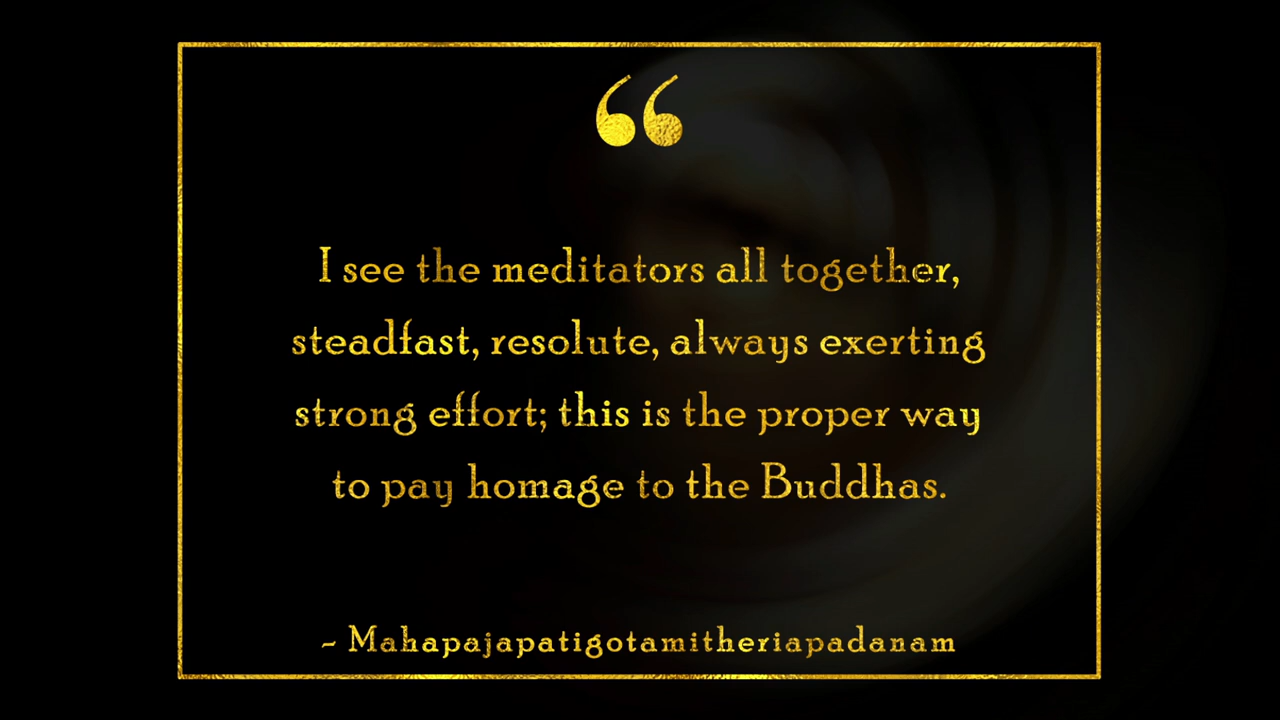 “
I see the meditators all together,
steadfast, resolute, always exerting
strong effort; this is the proper way
to pay homage to the Buddhas.
~ Mahapajapatigotamitheriapadanam